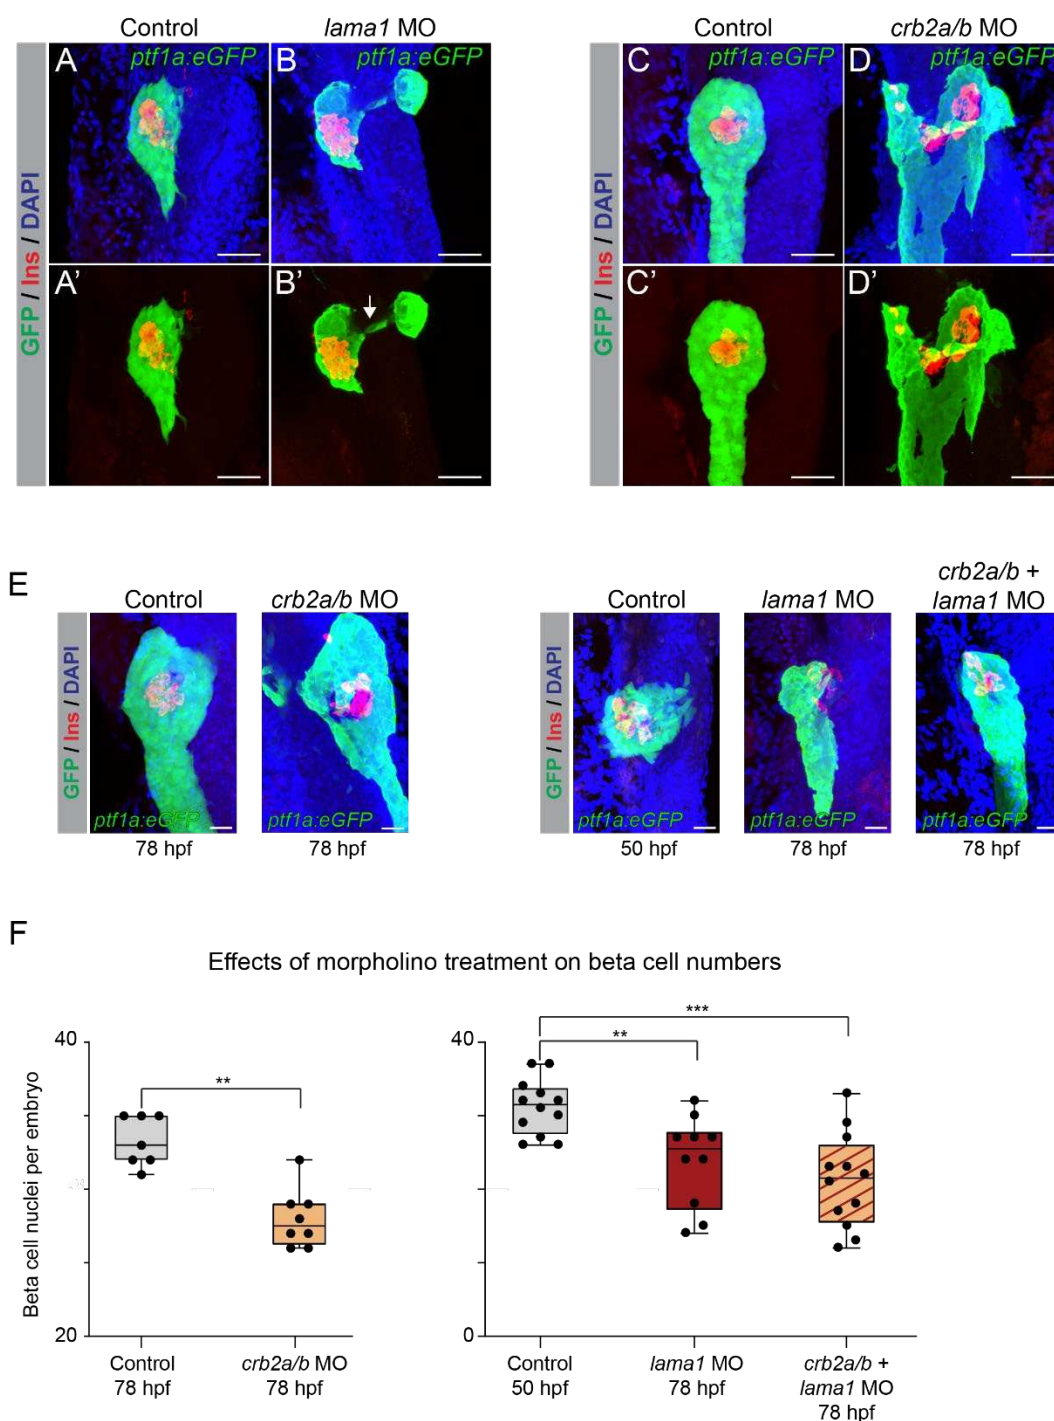 Control
lama1 MO
Control
crb2a/b MO
GFP / Ins / DAPI
A
ptf1a:eGFP
B
ptf1a:eGFP
A'
B'
GFP / Ins / DAPI
C
ptf1a:eGFP
D
ptf1a:eGFP
C'
D'
E
Control
crb2a/b MO
Control
lama1 MO
crb2a/b +
lama1 MO
GFP / Ins / DAPI
ptf1a:eGFP
ptf1a:eGFP
GFP / Ins / DAPI
ptf1a:eGFP
ptf1a:eGFP
ptf1a:eGFP
78 hpf
78 hpf
50 hpf
78 hpf
78 hpf
F
Effects of morpholino treatment on beta cell numbers
Beta cell nuclei per embryo
40
20
**
Control
78 hpf
crb2a/b MO
78 hpf
40
0
***
**
Control
50 hpf
lama1 MO
78 hpf
crb2a/b +
lama1 MO
78 hpf